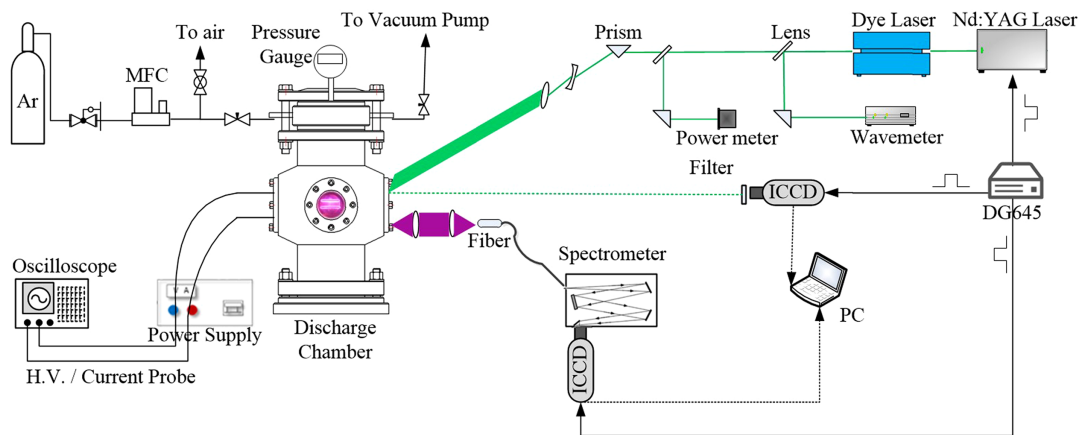 To Vacuum Pump
Dye Laser
Nd:YAG Laser
To air
Pressure
Gauge
Prism
Lens
MFC
Ar
Power meter
Wavemeter
Filter
ICCD
DG645
Fiber
Spectrometer
Oscilloscope
V A
PC
Power Supply
Discharge
Chamber
ICCD
H.V. / Current Probe